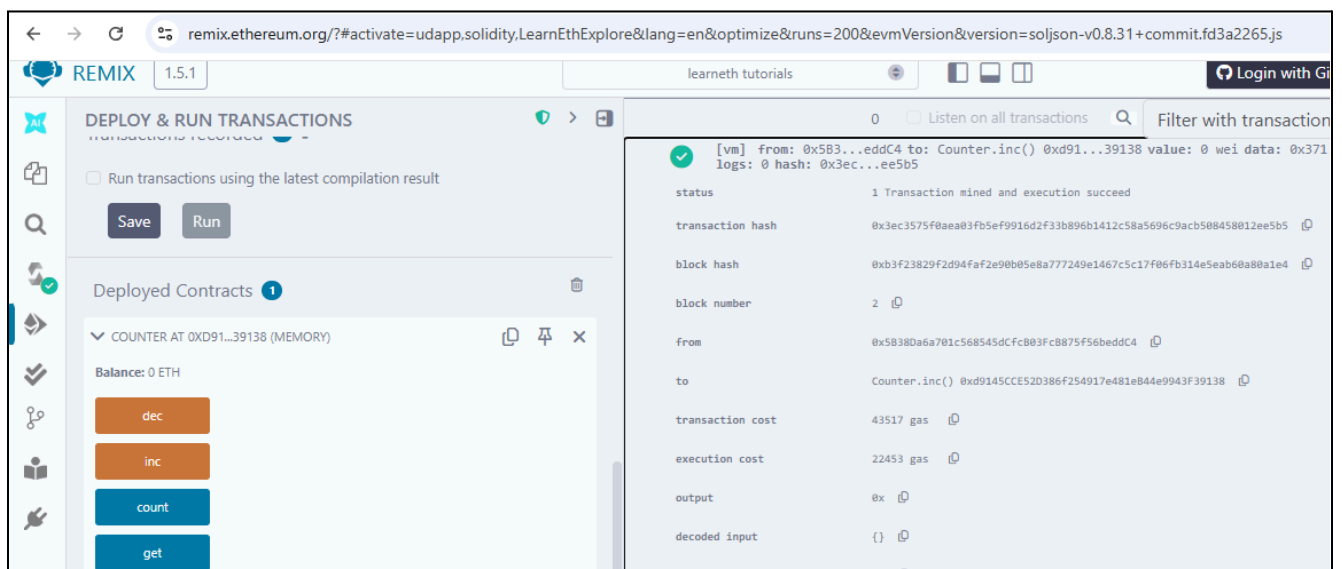 remix.ethereum.org/?#activate=udapp,solidity,LearnEthExplore&lang=en&optimize&runs=200&evmVersion&version=soljson-v0.8.31+commit.fd3a2265.js
REMIX 1.5.1
learneth tutorials
Login with Gi
AI
DEPLOY & RUN TRANSACTIONS
Transactions recorded
Run transactions using the latest compilation result
Save Run
Deployed Contracts 1
COUNTER AT 0XD91...39138 (MEMORY)
Balance: 0 ETH
dec
inc
count
get
0 Listen on all transactions Filter with transaction
[vm] from: 0x5B3...eddC4 to: Counter.inc() 0xd91...39138 value: 0 wei data: 0x371
logs: 0 hash: 0x3ec...ee5b5
status 1 Transaction mined and execution succeed
transaction hash 0x3ec3575f0aea03fb5ef9916d2f33b896b1412c58a5696c9acb508458012ee5b5
block hash 0xb3f23829f2d94faf2e90b05e8a777249e1467c5c17f06fb314e5eab60a80a1e4
block number 2
from 0x5B38Da6a701c568545dCfcB03FcB875f56beddC4
to Counter.inc() 0xd9145CCE52D386f254917e481eB44e9943F39138
transaction cost 43517 gas
execution cost 22453 gas
output 0x
decoded input {}